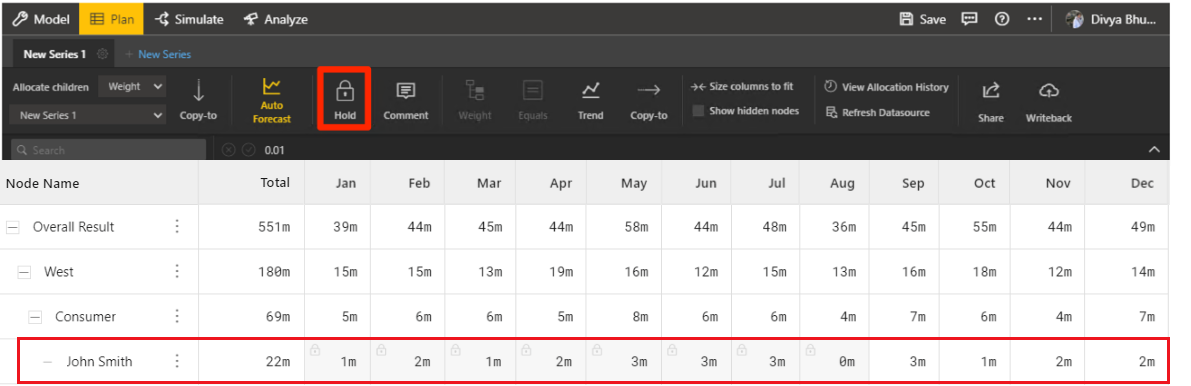 Model Plan Simulate Analyze Save Divya Bhu...
New Series 1 + New Series
Allocate children Weight
New Series 1
Copy-to
Auto
Forecast
Hold
Comment
Weight
Equals
Trend
Copy-to
Size columns to fit
Show hidden nodes
View Allocation History
Refresh Datasource
Share
Writeback
Search 0.01
Node Name Total Jan Feb Mar Apr May Jun Jul Aug Sep Oct Nov Dec
Overall Result 551m 39m 44m 45m 44m 58m 44m 48m 36m 45m 55m 44m 49m
West 180m 15m 15m 13m 19m 16m 12m 15m 13m 16m 18m 12m 14m
Consumer 69m 5m 6m 6m 5m 8m 6m 6m 4m 7m 6m 4m 7m
John Smith 22m 1m 2m 1m 2m 3m 3m 3m 0m 3m 1m 2m 2m